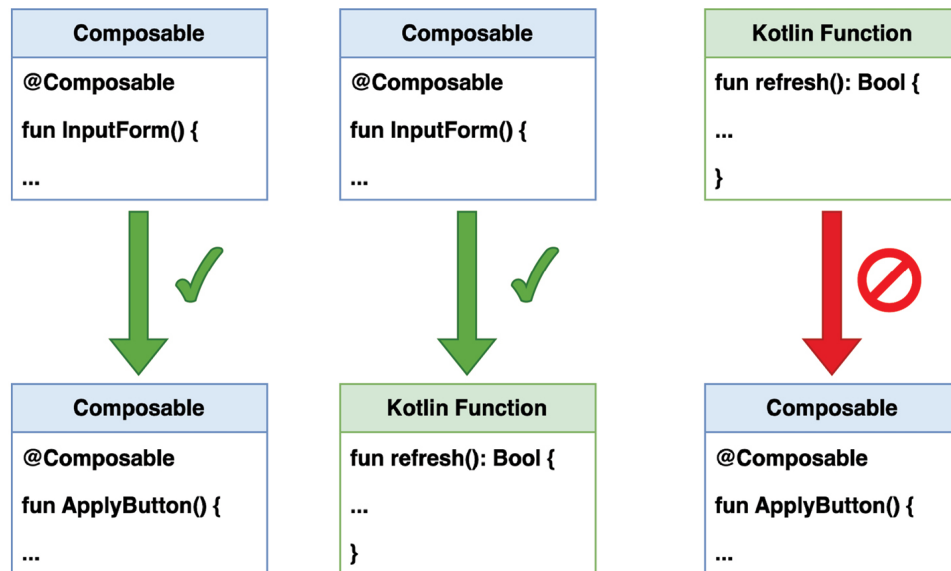 Composable
@Composable
fun InputForm() {
...
Composable
@Composable
fun InputForm() {
...
Kotlin Function
fun refresh(): Bool {
...
}
Composable
@Composable
fun ApplyButton() {
...
Kotlin Function
fun refresh(): Bool {
...
}
Composable
@Composable
fun ApplyButton() {
...